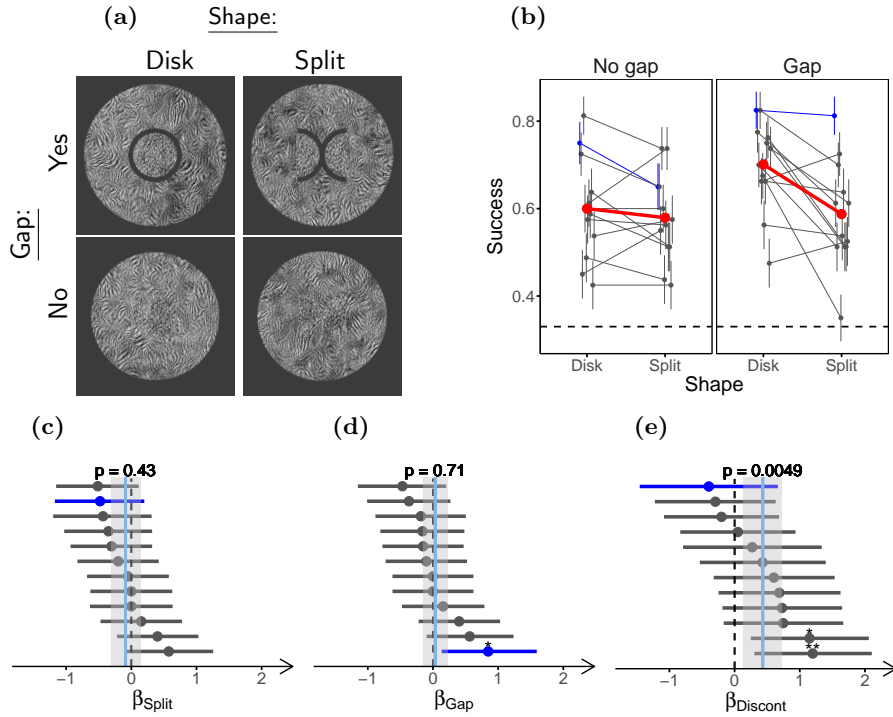 (a)
Shape:
Disk Split
Gap:
Yes
No
(b)
No gap Gap
Success
0.8
0.6
0.4
Disk Split Disk Split
Shape
(c) (d) (e)
p = 0.43 p = 0.71 p = 0.0049
*
*
**
−1 0 1 2 −1 0 1 2 −1 0 1 2
βSplit βGap βDiscont